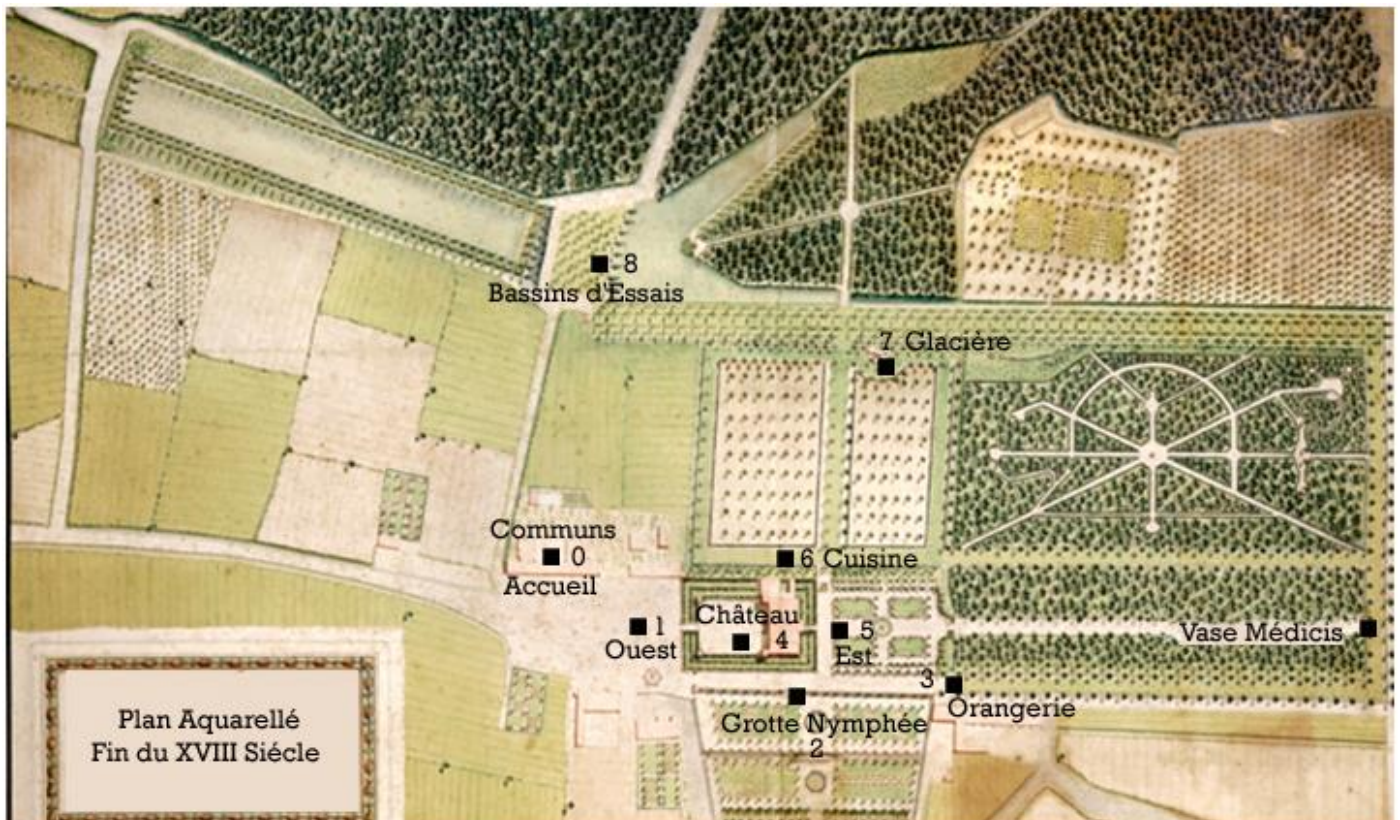 8
Bassins d'Essais
7 Glaciére
Communs
0
Accueil
6 Cuisine
1
Ouest
Château
4
5
Est
Vase Médicis
3
Orangerie
Grotte Nymphée
2
Plan Aquarellé
Fin du XVIII Siécle